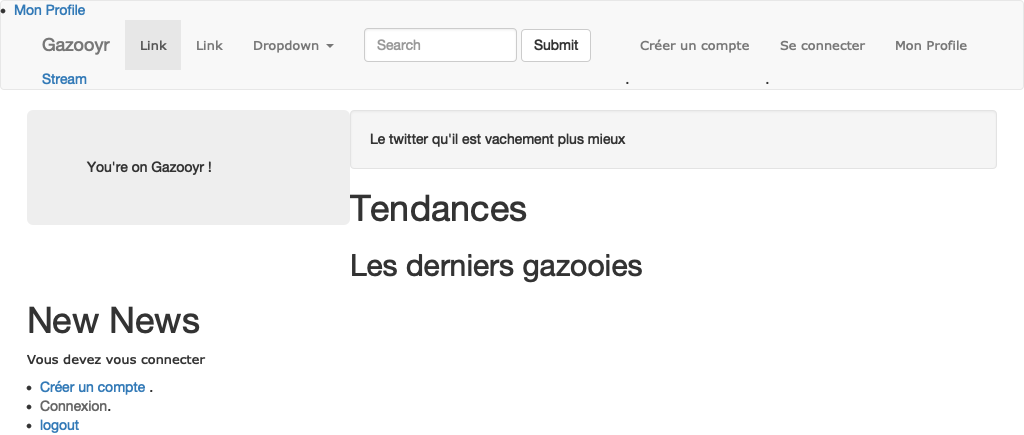 Mon Profile
Gazooyr Link Link Dropdown Search Submit Créer un compte Se connecter Mon Profile
Stream . .
You're on Gazooyr !
Le twitter qu'il est vachement plus mieux
Tendances
Les derniers gazooies
New News
Vous devez vous connecter
Créer un compte .
Connexion.
logout